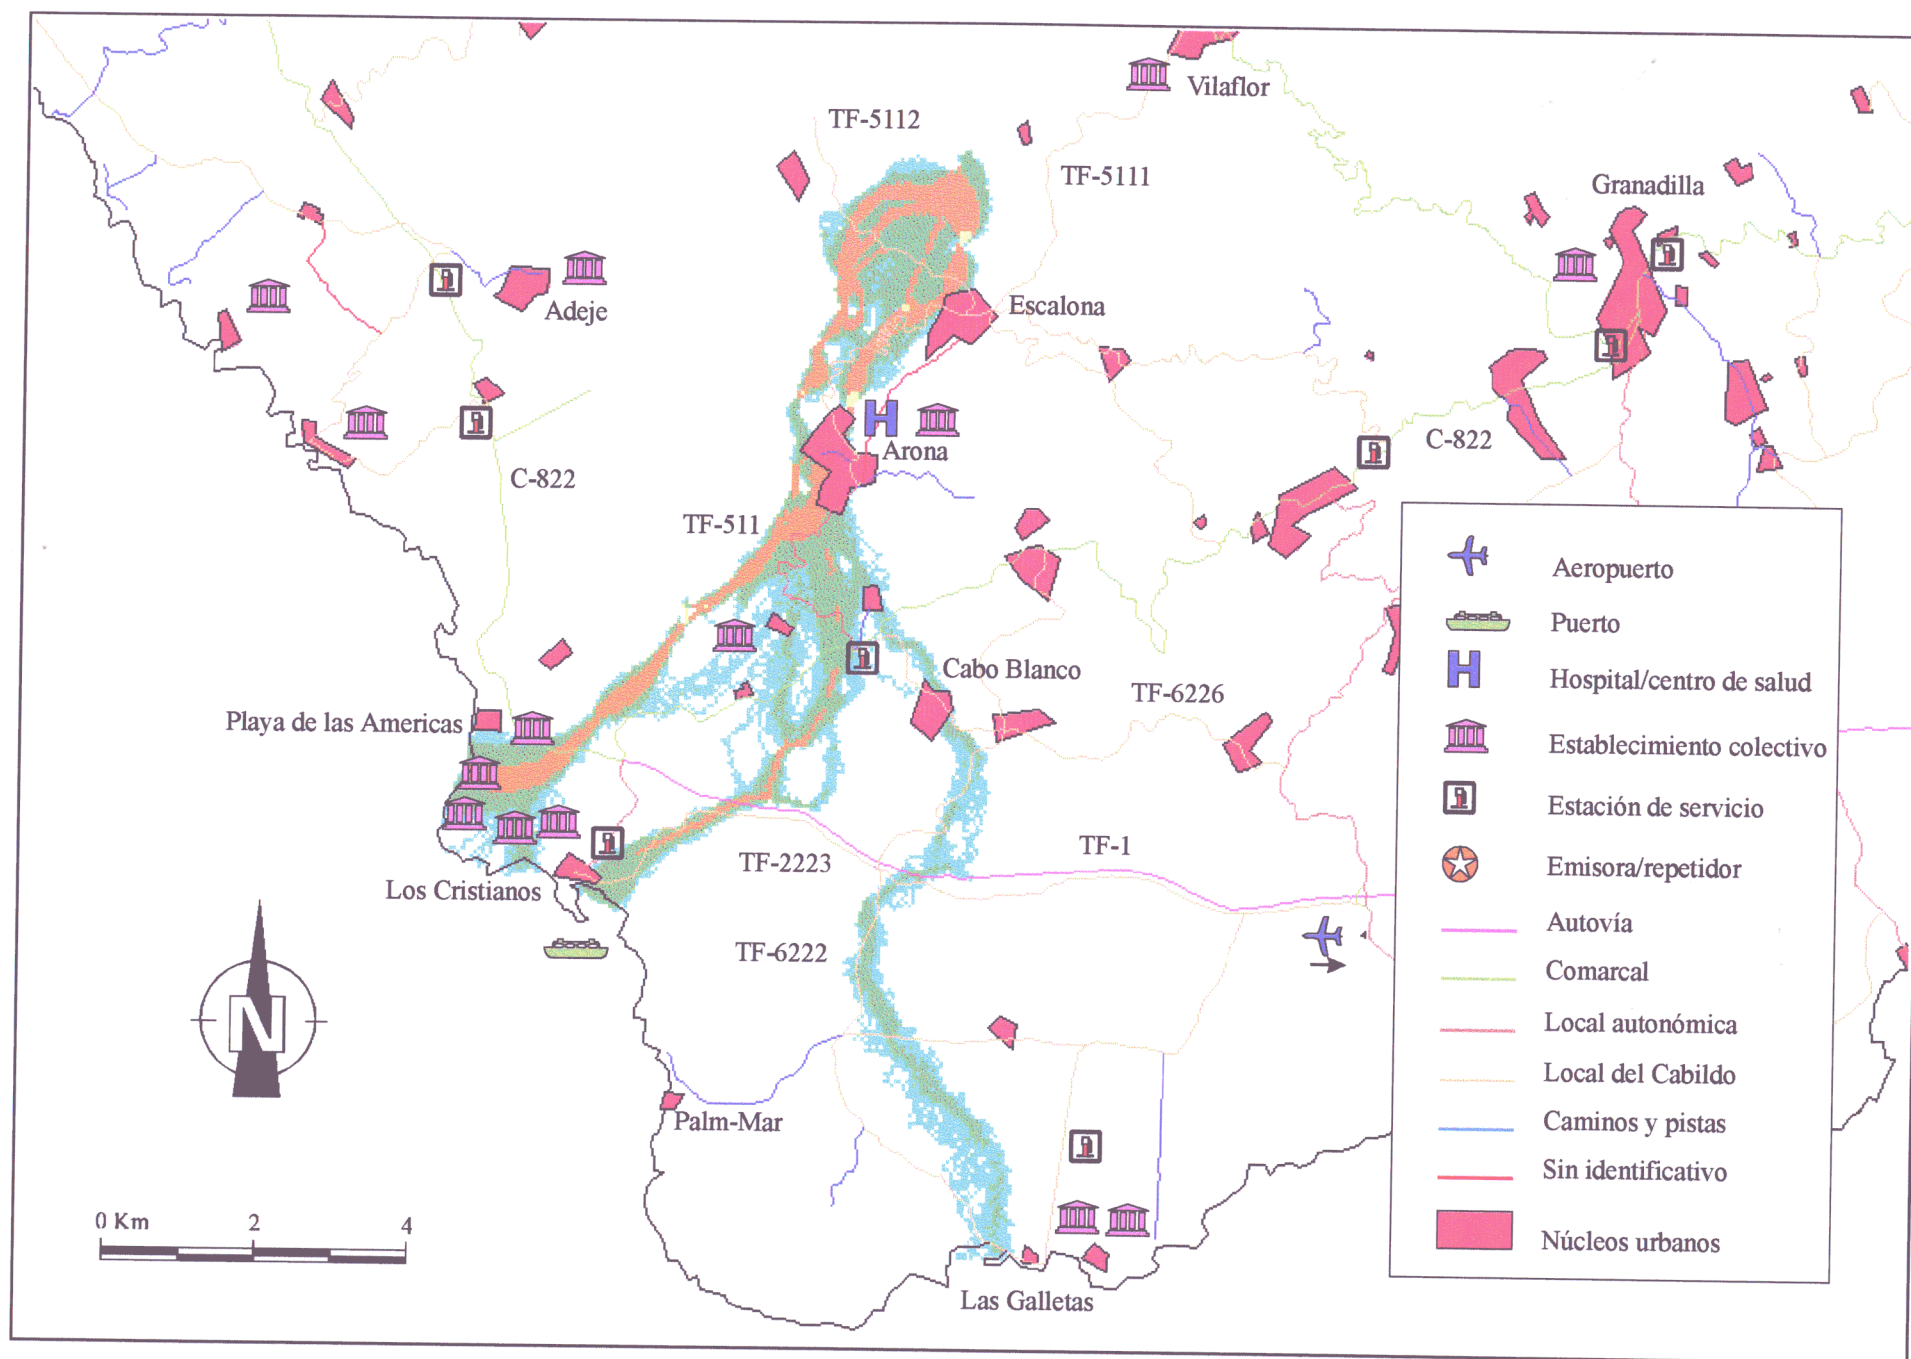 Vilaflor
TF-5112
TF-5111
Granadilla
Adeje
Escalona
H
Arona
C-822
C-822
TF-511
Cabo Blanco
TF-6226
Playa de las Americas
TF-2223
TF-1
Los Cristianos
TF-6222
N
Palm-Mar
0 Km 2 4
Las Galletas
Aeropuerto
Puerto
H Hospital/centro de salud
Establecimiento colectivo
Estación de servicio
Emisora/repetidor
Autovía
Comarcal
Local autonómica
Local del Cabildo
Caminos y pistas
Sin identificativo
Núcleos urbanos